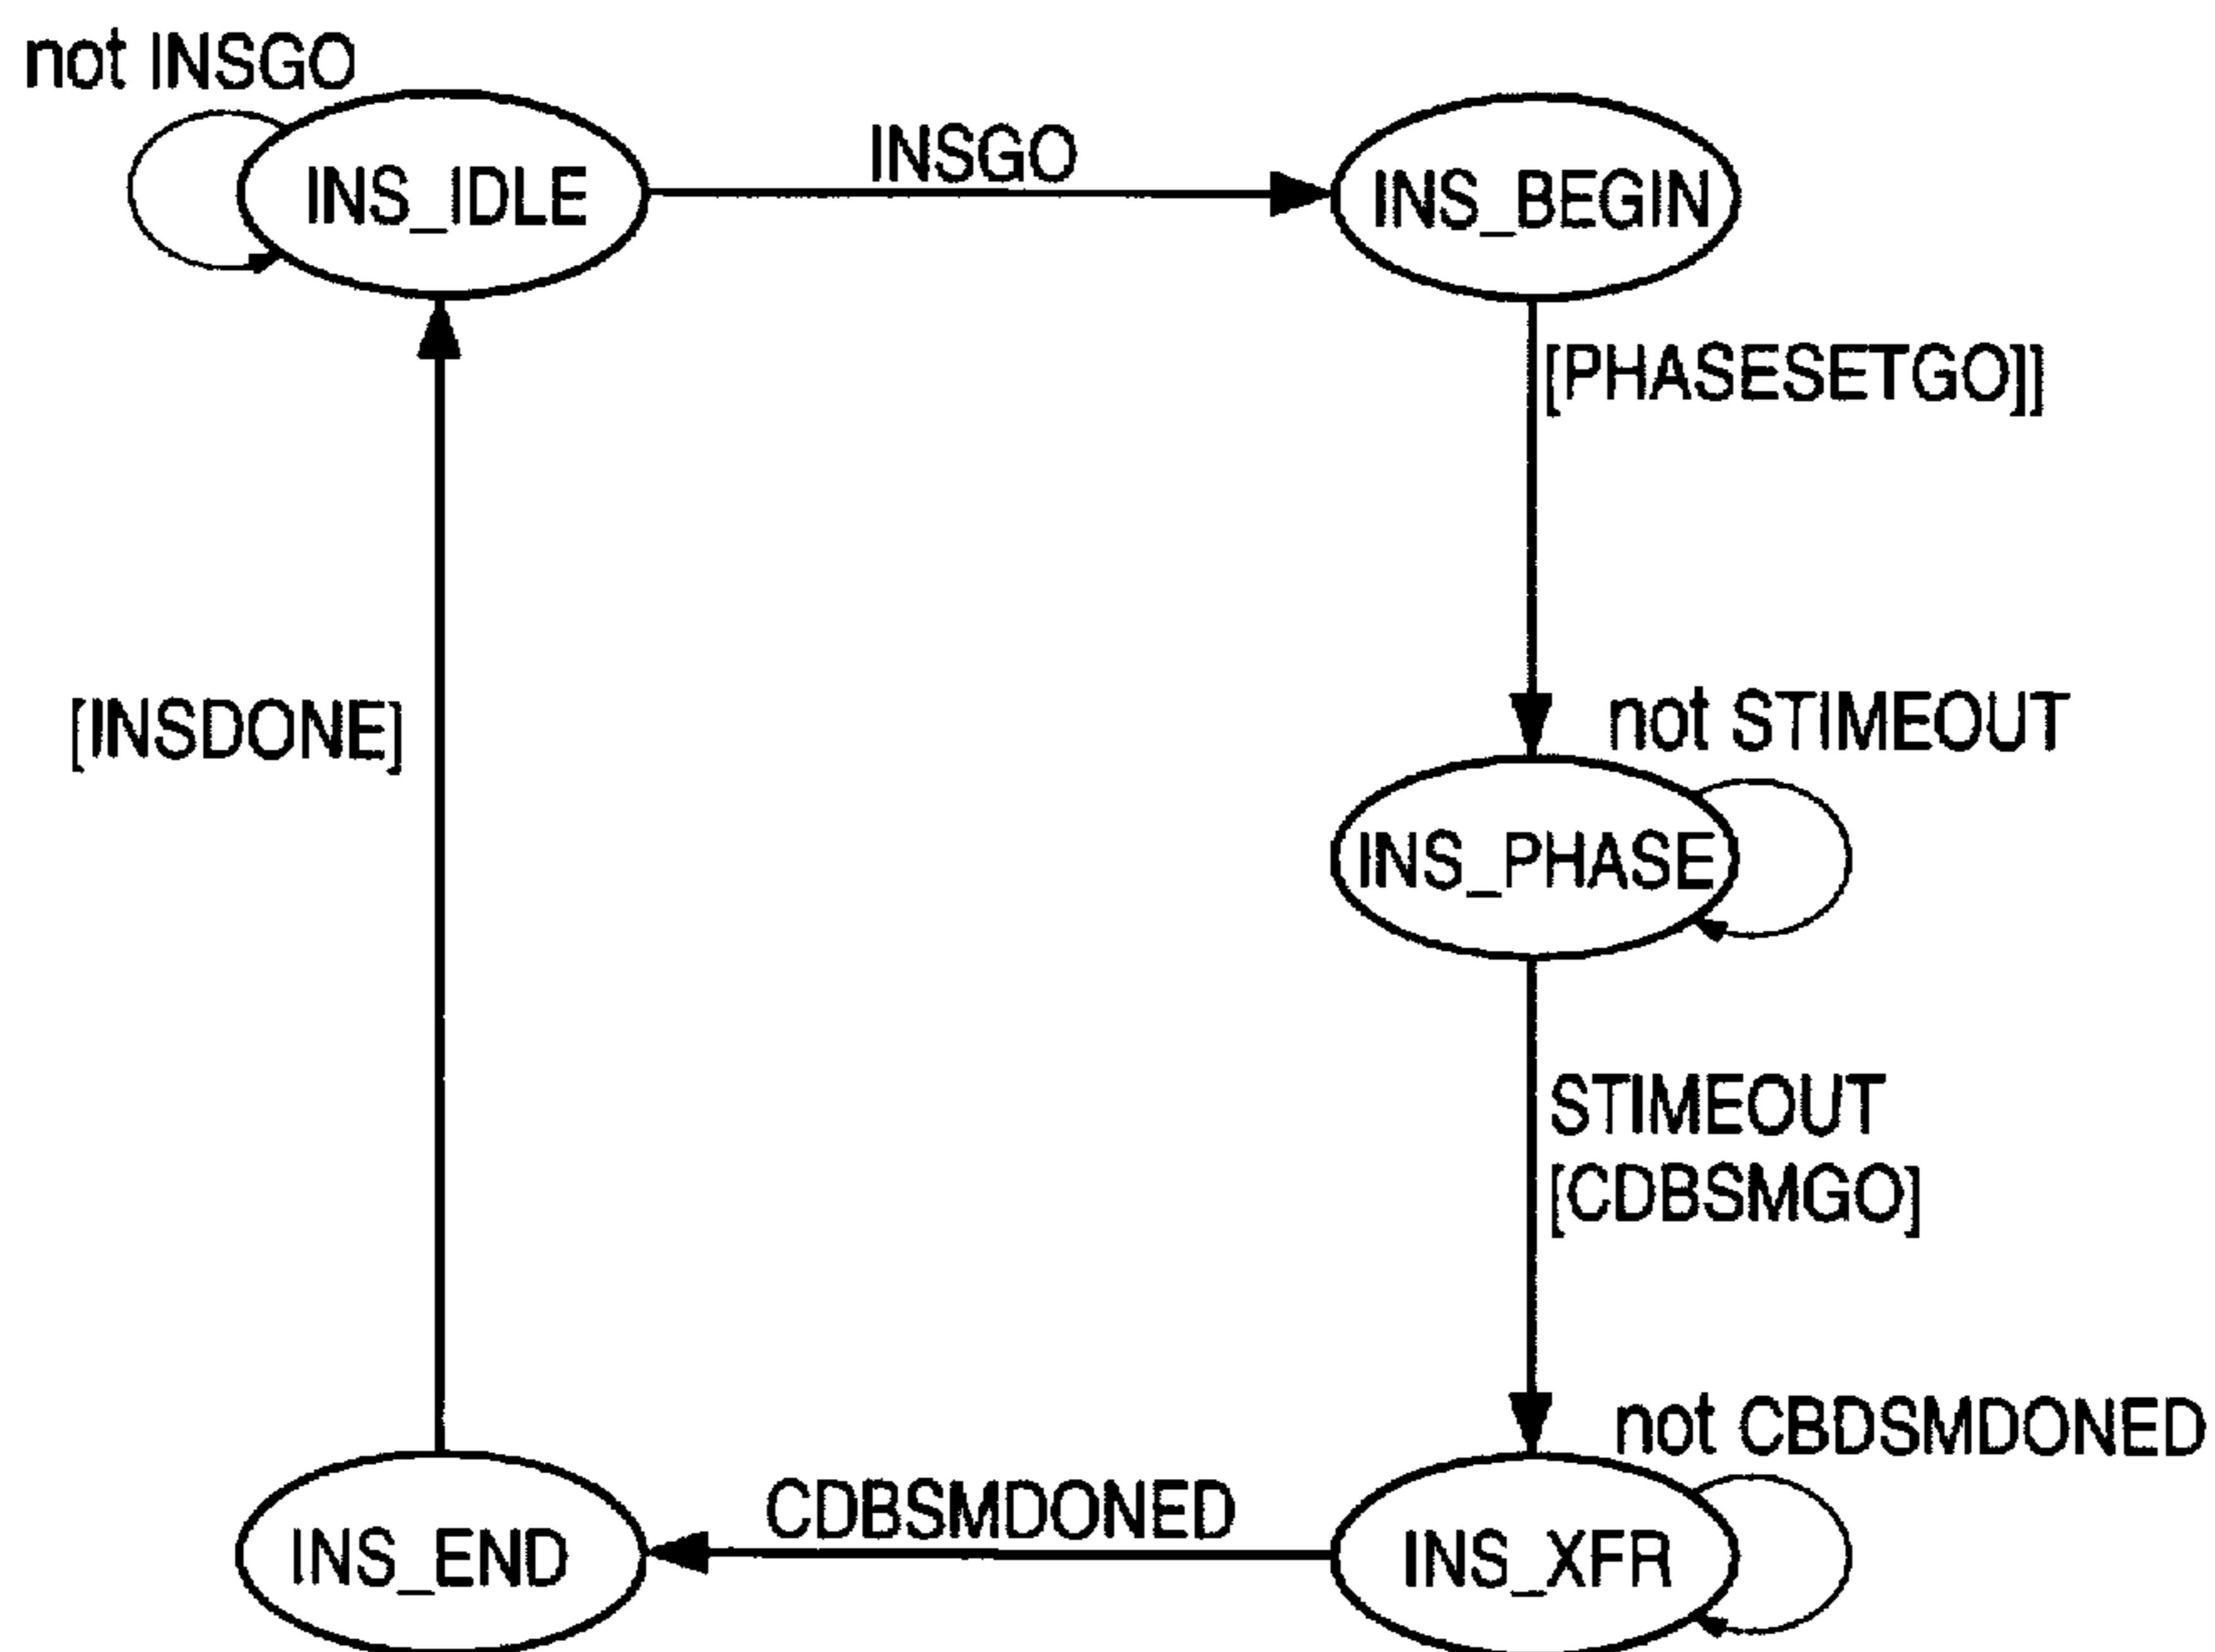 not INSGO
INS_IDLE
INSGO
INS_BEGIN
[PHASESETGO]]
[INSDONE]
not STIMEOUT
INS_PHASE
STIMEOUT
[CDBSMGO]
not CBDSMDONED
CDBSMDONED
INS_END
INS_XFR